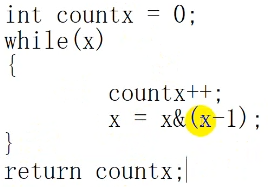 int countx = 0;
while(x)
{
countx++;
x = x&(x-1);
}
return countx;